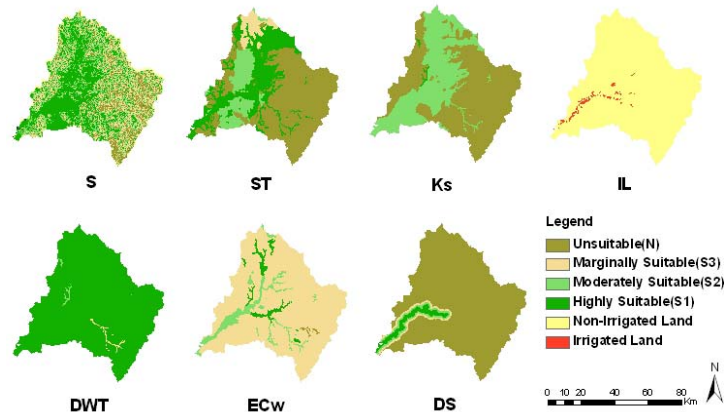 S
ST
Ks
IL
Legend
Unsuitable(N)
Marginally Suitable(S3)
Moderately Suitable(S2)
Highly Suitable(S1)
Non-Irrigated Land
Irrigated Land
DWT
ECw
DS
N
0 10 20 40 60 80
Km